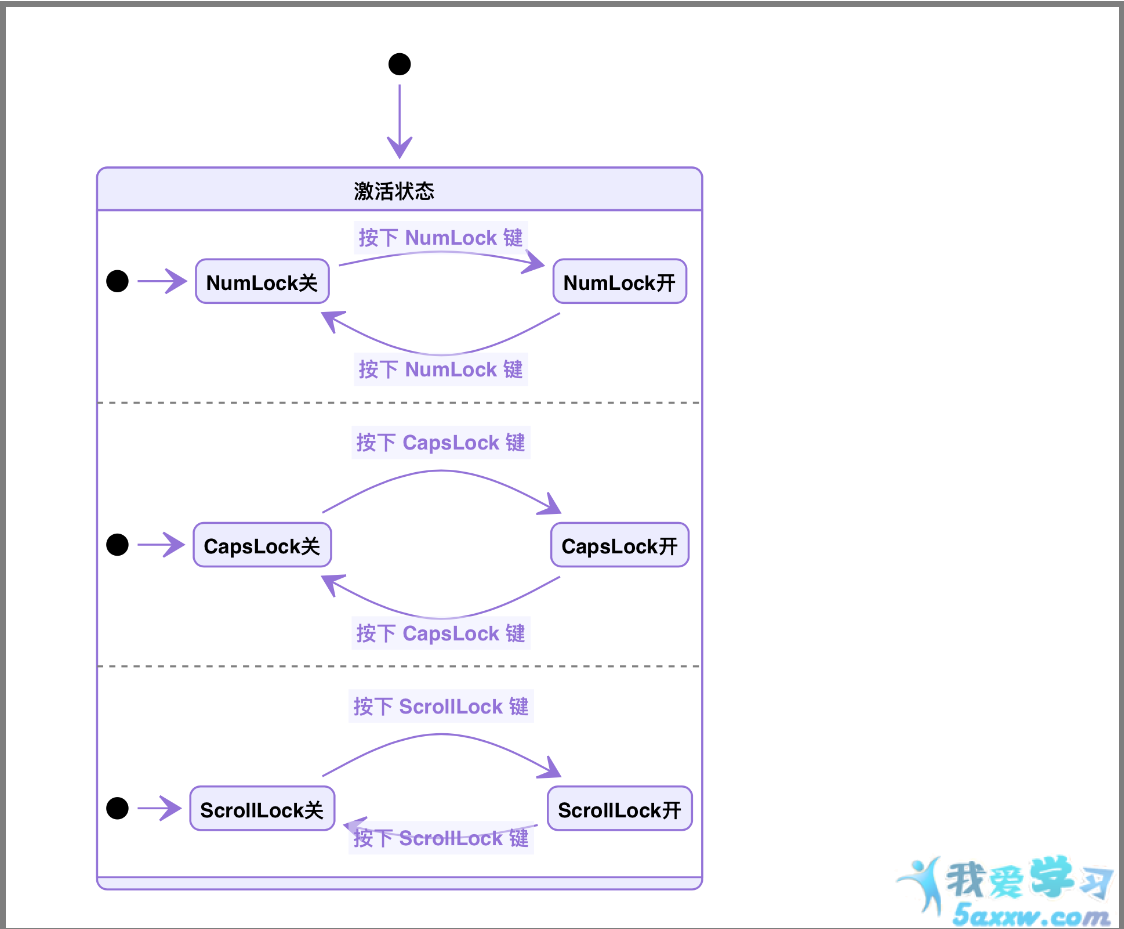 激活状态
按下 NumLock 键
NumLock关
NumLock开
按下 NumLock 键
按下 CapsLock 键
CapsLock关
CapsLock开
按下 CapsLock 键
按下 ScrollLock 键
ScrollLock关
ScrollLock开
按下 ScrollLock 键
我爱学习
5axxw.com